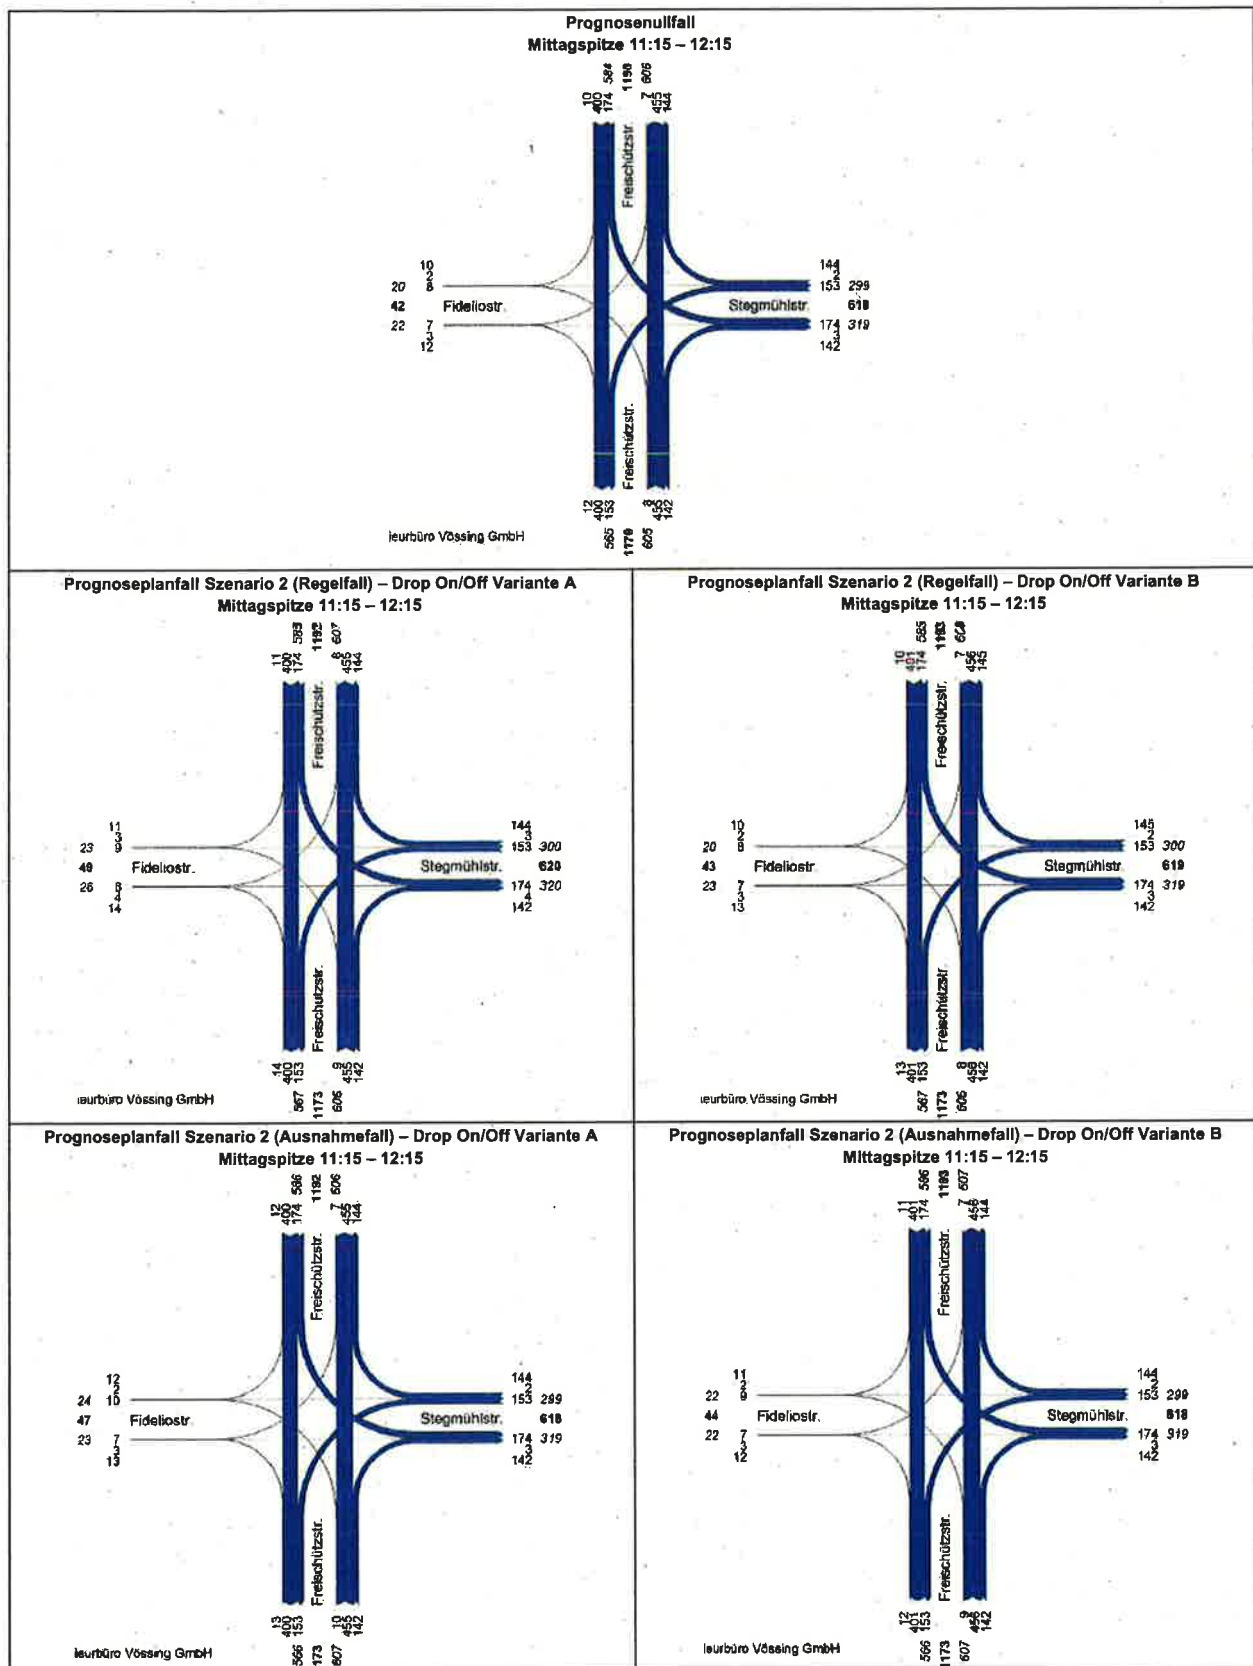 Prognosenullfall
Mittagspitze 11:15 – 12:15
10 400 174 584 1190 7 606 455 144
Freischützstr.
10 2 8 20
42 Fideliostr.
22 7 3 12
144 2 153 299
Stegmühlstr. 618
174 3 142 319
Freischützstr.
12 400 153 565 1170 8 605 455 142
ieurbüro Vössing GmbH
Prognoseplanfall Szenario 2 (Regelfall) – Drop On/Off Variante A
Mittagspitze 11:15 – 12:15
11 400 174 585 1192 8 607 455 144
Freischützstr.
11 3 9 23
49 Fideliostr.
26 8 4 14
144 3 153 300
Stegmühlstr. 620
174 4 142 320
Freischützstr.
14 400 153 567 1173 9 606 455 142
ieurbüro Vössing GmbH
Prognoseplanfall Szenario 2 (Regelfall) – Drop On/Off Variante B
Mittagspitze 11:15 – 12:15
10 401 174 585 1193 7 608 456 145
Freischützstr.
10 2 8 20
43 Fideliostr.
23 7 3 13
145 2 153 300
Stegmühlstr. 619
174 3 142 319
Freischützstr.
13 401 153 567 1173 8 606 456 142
ieurbüro Vössing GmbH
Prognoseplanfall Szenario 2 (Ausnahmefall) – Drop On/Off Variante A
Mittagspitze 11:15 – 12:15
12 400 174 586 1192 7 606 455 144
Freischützstr.
12 2 10 24
47 Fideliostr.
23 7 3 13
144 2 153 299
Stegmühlstr. 618
174 3 142 319
Freischützstr.
13 400 153 566 173 10 607 455 142
ieurbüro Vössing GmbH
Prognoseplanfall Szenario 2 (Ausnahmefall) – Drop On/Off Variante B
Mittagspitze 11:15 – 12:15
11 401 174 586 1193 7 607 456 144
Freischützstr.
11 2 9 22
44 Fideliostr.
22 7 3 12
144 2 153 299
Stegmühlstr. 618
174 3 142 319
Freischützstr.
12 401 153 566 1173 9 607 456 142
ieurbüro Vössing GmbH